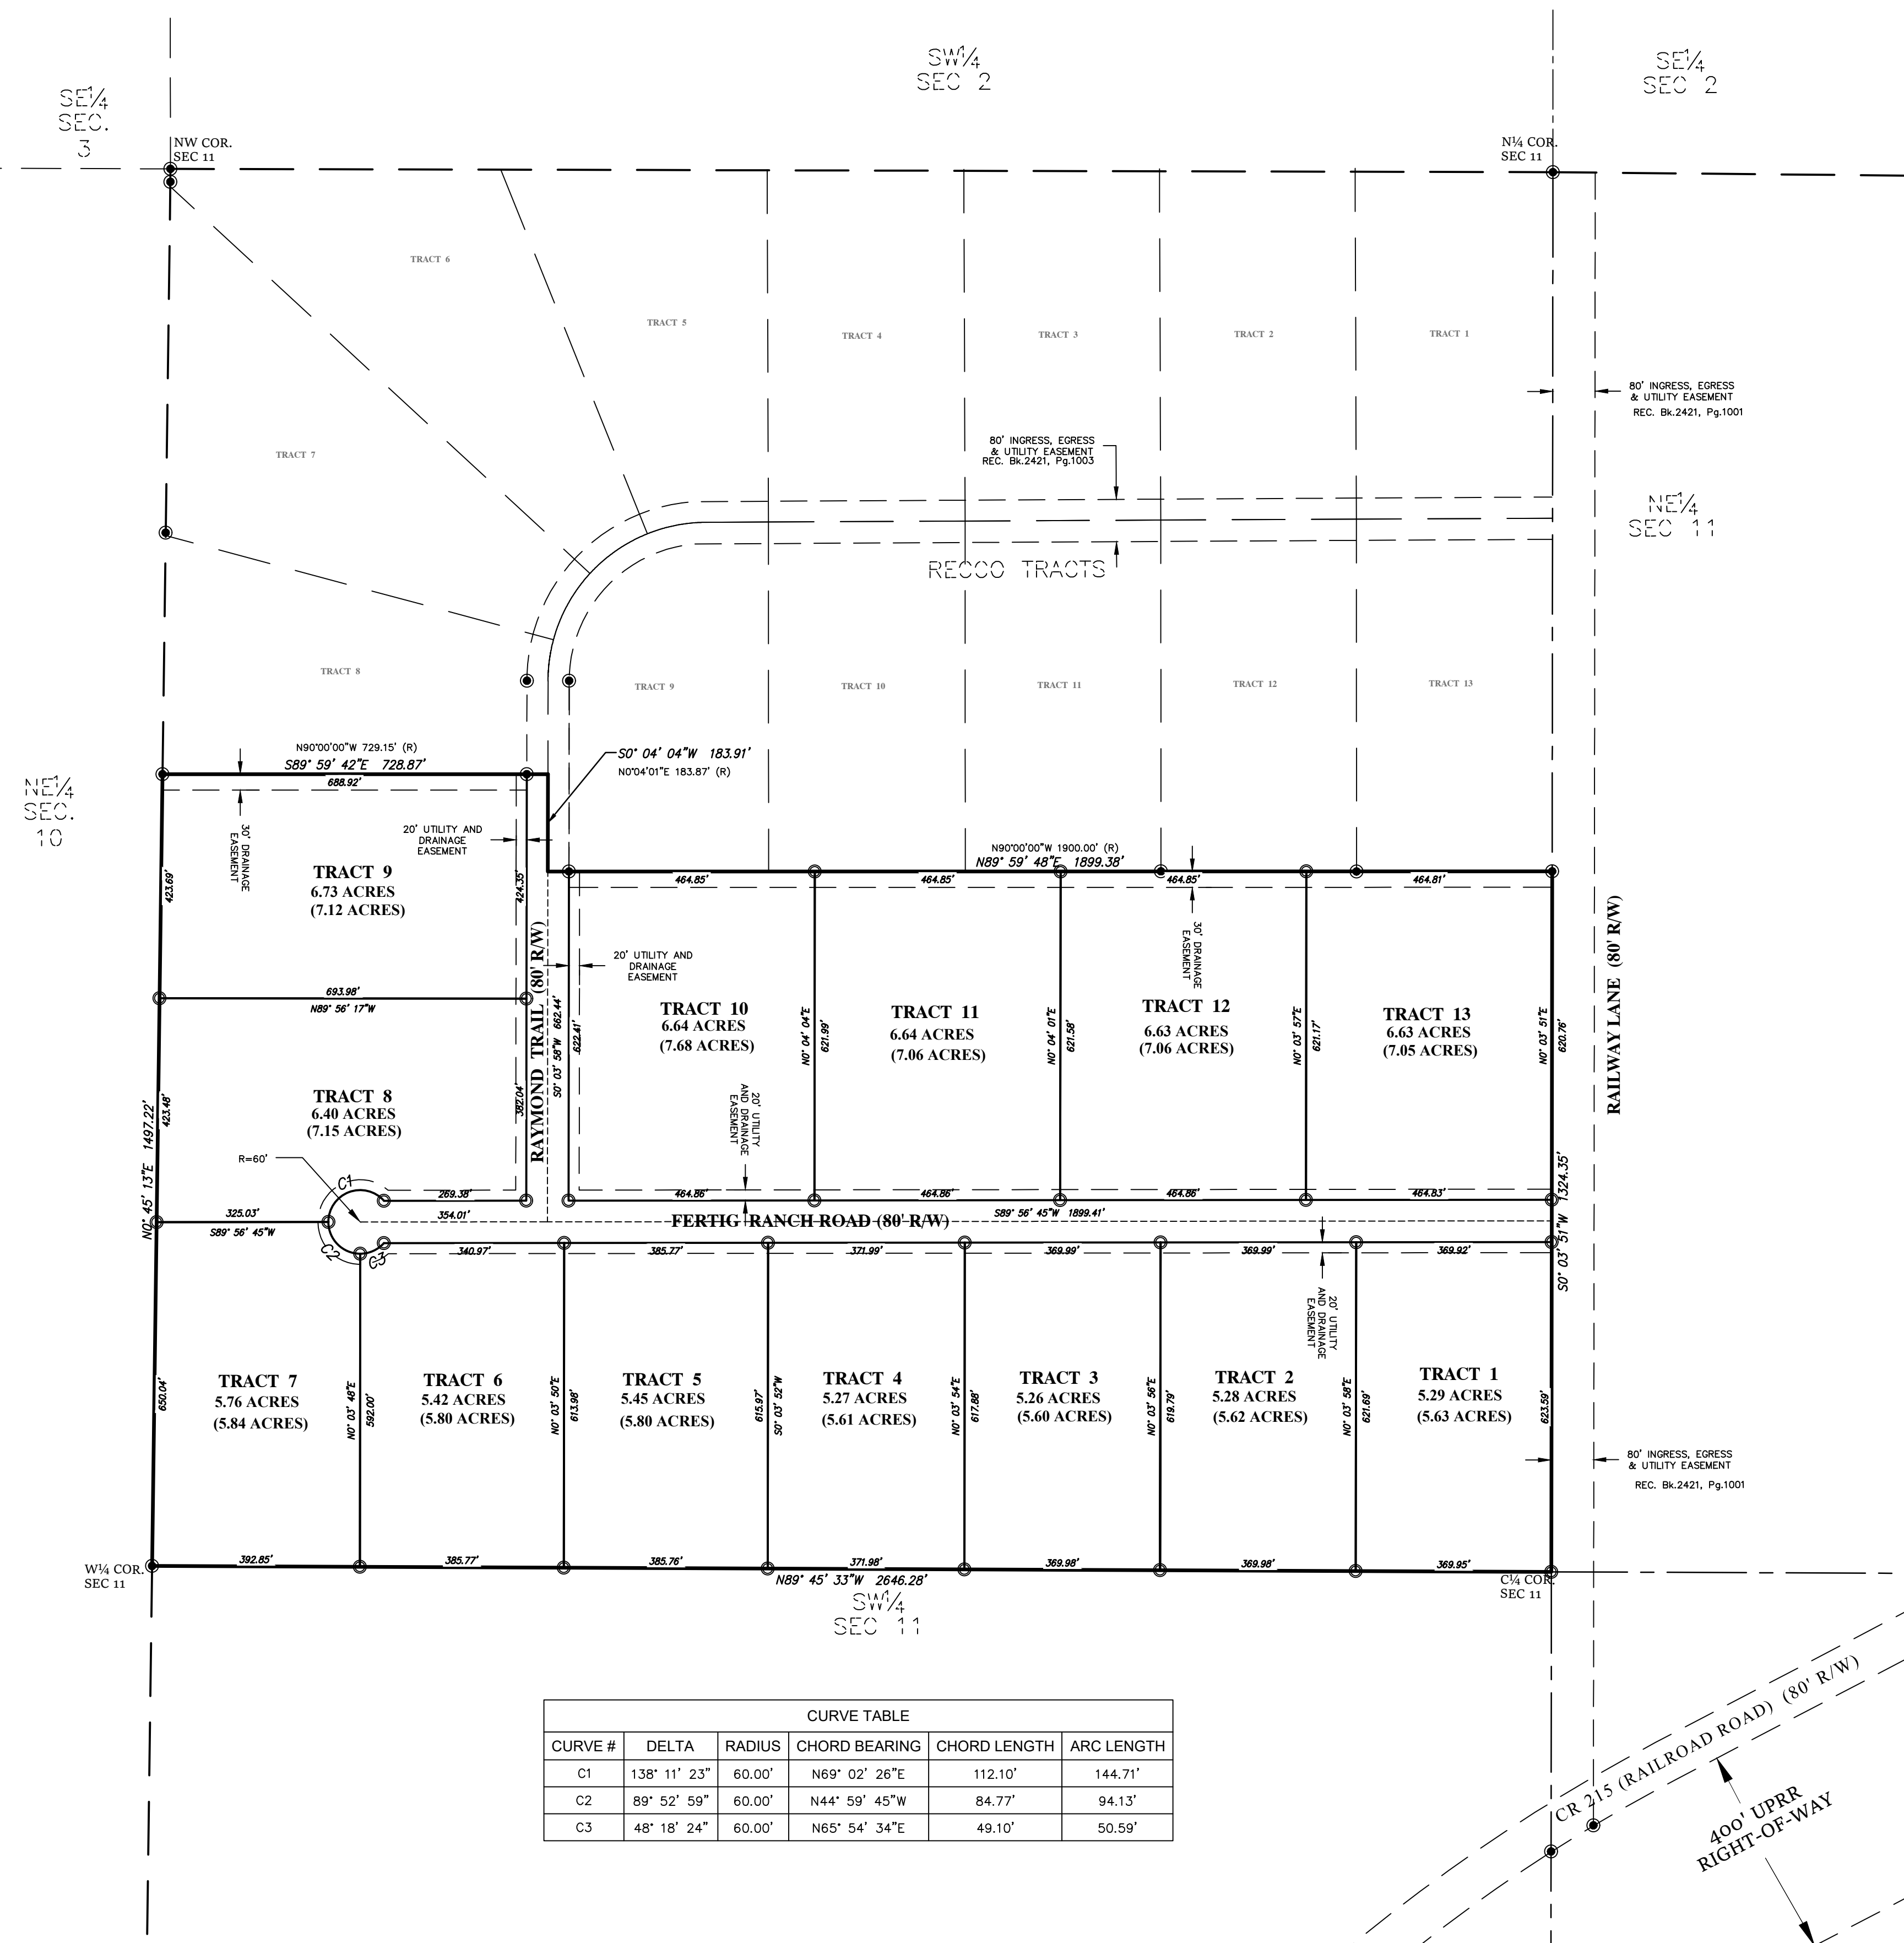 SW¼
SEC 2
SE¼
SEC 2
SE¼
SEC.
3
NW COR.
SEC 11
N¼ COR.
SEC 11
TRACT 6
TRACT 5
TRACT 4
TRACT 3
TRACT 2
TRACT 1
80' INGRESS, EGRESS
& UTILITY EASEMENT
REC. Bk.2421, Pg.1001
TRACT 7
80' INGRESS, EGRESS
& UTILITY EASEMENT
REC. Bk.2421, Pg.1003
NE¼
SEC 11
RECCO TRACTS
TRACT 8
TRACT 9
TRACT 10
TRACT 11
TRACT 12
TRACT 13
N90°00'00"W 729.15' (R)
S89° 59' 42"E 728.87'
688.92'
S0° 04' 04"W 183.91'
N0°04'01"E 183.87' (R)
NE¼
SEC.
10
30' DRAINAGE
EASEMENT
20' UTILITY AND
DRAINAGE
EASEMENT
N90°00'00"W 1900.00' (R)
N89° 59' 48"E 1899.38'
464.85'
464.85'
464.85'
464.81'
423.69'
TRACT 9
6.73 ACRES
(7.12 ACRES)
424.35'
20' UTILITY AND
DRAINAGE
EASEMENT
30' DRAINAGE
EASEMENT
RAILWAY LANE (80' R/W)
693.98'
N89° 56' 17"W
RAYMOND TRAIL (80' R/W)
S0° 03' 58"W 662.44'
622.41'
TRACT 10
6.64 ACRES
(7.68 ACRES)
N0° 04' 04"E
621.99'
TRACT 11
6.64 ACRES
(7.06 ACRES)
N0° 04' 01"E
621.58'
TRACT 12
6.63 ACRES
(7.06 ACRES)
N0° 03' 57"E
621.17'
TRACT 13
6.63 ACRES
(7.05 ACRES)
N0° 03' 51"E
620.76'
423.48'
TRACT 8
6.40 ACRES
(7.15 ACRES)
382.04'
20' UTILITY
AND DRAINAGE
EASEMENT
N0° 45' 13"E 1497.22'
R=60'
C1
269.38'
464.86'
464.86'
464.86'
464.83'
S0° 03' 51"W 1324.35'
325.03'
S89° 56' 45"W
354.01'
FERTIG RANCH ROAD (80' R/W)
S89° 56' 45"W 1899.41'
C2
C3
340.97'
385.77'
371.99'
369.99'
369.99'
369.92'
20' UTILITY
AND DRAINAGE
EASEMENT
650.04'
TRACT 7
5.76 ACRES
(5.84 ACRES)
N0° 03' 48"E
592.00'
TRACT 6
5.42 ACRES
(5.80 ACRES)
N0° 03' 50"E
613.98'
TRACT 5
5.45 ACRES
(5.80 ACRES)
615.97'
S0° 03' 52"W
TRACT 4
5.27 ACRES
(5.61 ACRES)
N0° 03' 54"E
617.88'
TRACT 3
5.26 ACRES
(5.60 ACRES)
N0° 03' 56"E
619.79'
TRACT 2
5.28 ACRES
(5.62 ACRES)
N0° 03' 58"E
621.69'
TRACT 1
5.29 ACRES
(5.63 ACRES)
623.59'
80' INGRESS, EGRESS
& UTILITY EASEMENT
REC. Bk.2421, Pg.1001
W¼ COR.
SEC 11
392.85'
385.77'
385.76'
371.98'
369.98'
369.98'
369.95'
N89° 45' 33"W 2646.28'
C¼ COR.
SEC 11
SW¼
SEC 11
CURVE TABLE
CURVE # DELTA RADIUS CHORD BEARING CHORD LENGTH ARC LENGTH
C1 138° 11' 23" 60.00' N69° 02' 26"E 112.10' 144.71'
C2 89° 52' 59" 60.00' N44° 59' 45"W 84.77' 94.13'
C3 48° 18' 24" 60.00' N65° 54' 34"E 49.10' 50.59'
CR 215 (RAILROAD ROAD) (80' R/W)
400' UPRR
RIGHT-OF-WAY